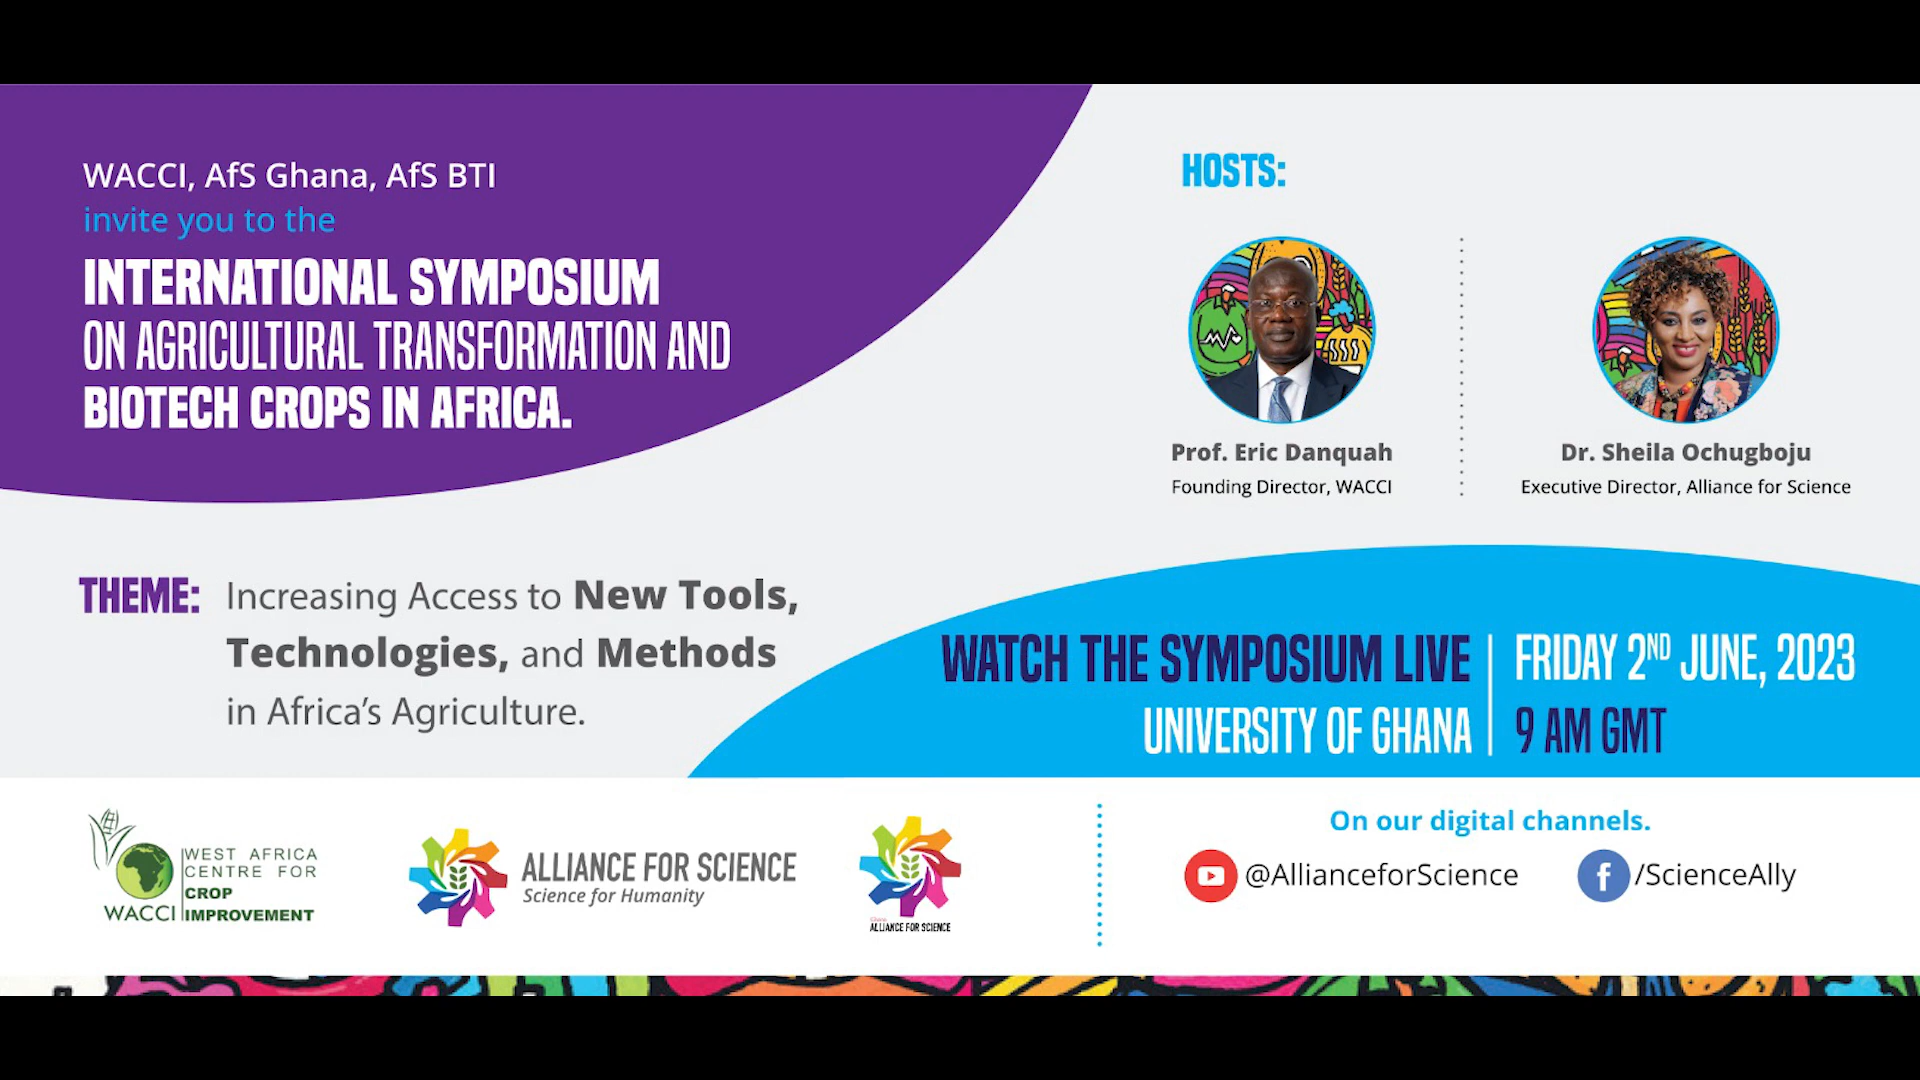 WACCI, AfS Ghana, AfS BTI
invite you to the
INTERNATIONAL SYMPOSIUM
ON AGRICULTURAL TRANSFORMATION AND
BIOTECH CROPS IN AFRICA.
HOSTS:
Prof. Eric Danquah
Founding Director, WACCI
Dr. Sheila Ochugboju
Executive Director, Alliance for Science
THEME: Increasing Access to New Tools,
Technologies, and Methods
in Africa's Agriculture.
WATCH THE SYMPOSIUM LIVE
UNIVERSITY OF GHANA
FRIDAY 2ND JUNE, 2023
9 AM GMT
WACCI
WEST AFRICA
CENTRE FOR
CROP
IMPROVEMENT
ALLIANCE FOR SCIENCE
Science for Humanity
Ghana
ALLIANCE FOR SCIENCE
On our digital channels.
@AllianceforScience
/ScienceAlly